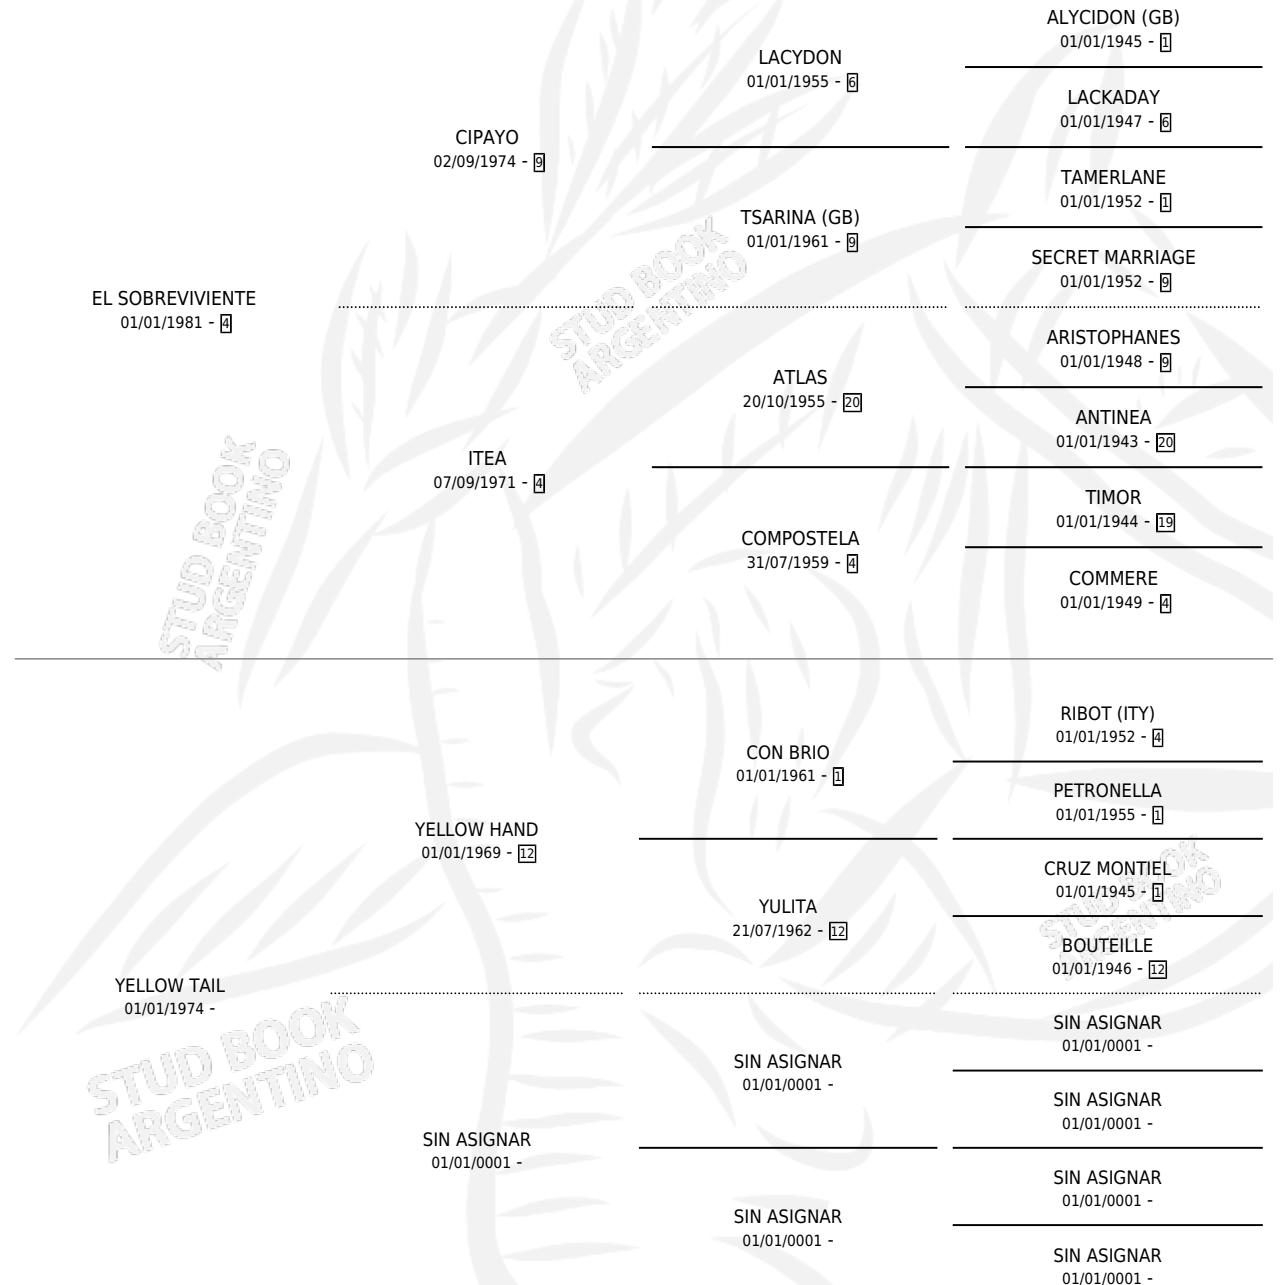 ALYCIDON (GB)
01/01/1945 - 1
LACYDON
01/01/1955 - 6
LACKADAY
01/01/1947 - 6
CIPAYO
02/09/1974 - 9
TAMERLANE
01/01/1952 - 1
TSARINA (GB)
01/01/1961 - 9
SECRET MARRIAGE
01/01/1952 - 9
EL SOBREVIVIENTE
01/01/1981 - 4
ARISTOPHANES
01/01/1948 - 9
ATLAS
20/10/1955 - 20
ANTINEA
01/01/1943 - 20
ITEA
07/09/1971 - 4
TIMOR
01/01/1944 - 19
COMPOSTELA
31/07/1959 - 4
COMMERE
01/01/1949 - 4
RIBOT (ITY)
01/01/1952 - 4
CON BRIO
01/01/1961 - 1
PETRONELLA
01/01/1955 - 1
YELLOW HAND
01/01/1969 - 12
CRUZ MONTIEL
01/01/1945 - 1
YULITA
21/07/1962 - 12
BOUTEILLE
01/01/1946 - 12
YELLOW TAIL
01/01/1974 -
SIN ASIGNAR
01/01/0001 -
SIN ASIGNAR
01/01/0001 -
SIN ASIGNAR
01/01/0001 -
SIN ASIGNAR
01/01/0001 -
SIN ASIGNAR
01/01/0001 -
SIN ASIGNAR
01/01/0001 -
SIN ASIGNAR
01/01/0001 -
STUD BOOK
ARGENTINO
STUD BOOK
ARGENTINO
STUD BOOK
ARGENTINO
STUD BOOK
ARGENTINO